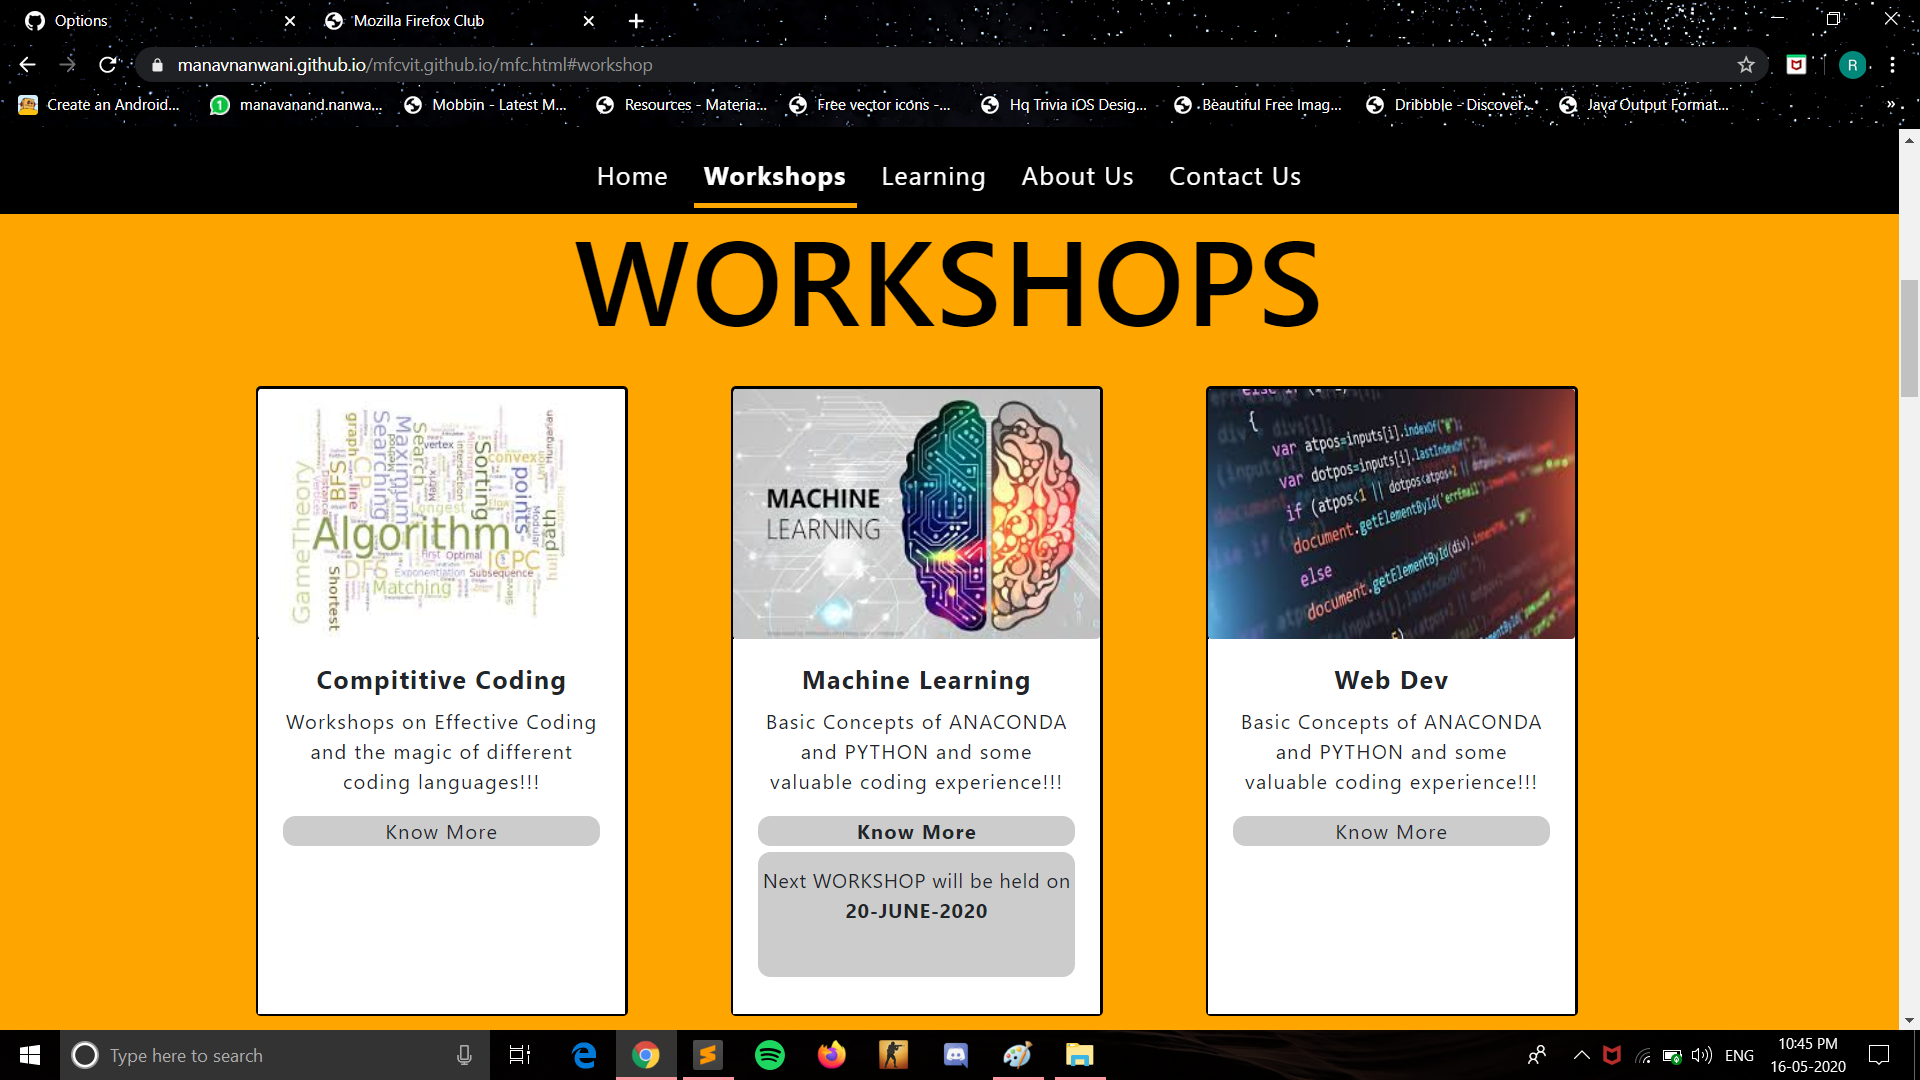 Options
Mozilla Firefox Club
manavnanwani.github.io/mfcvit.github.io/mfc.html#workshop
R
Create an Android...
1
manavanand.nanwa...
Mobbin - Latest M...
Resources - Materia...
Free vector icons -...
Hq Trivia iOS Desig...
Beautiful Free Imag...
Dribbble - Discover...
Java Output Format...
»
Home
Workshops
Learning
About Us
Contact Us
WORKSHOPS
graph
Searching
Maximum
Search
vertex
Sorting
convex
points
Hungarian
GameTheory
BFS
line
Longest
path
Algorithm
First Optimal
ICPC
DFS
Exponentiation
Subsequence
Matching
Shortest
hull
MACHINE
LEARNING
{
var atpos=inputs[i].indexOf("@");
var dotpos=inputs[i].lastIndexOf(".");
if (atpos<1 || dotpos<atpos+2 ||
document.getElementById('errEmail').
else
document.getElementById(div).innerHTML
Compititive Coding
Workshops on Effective Coding
and the magic of different
coding languages!!!
Know More
Machine Learning
Basic Concepts of ANACONDA
and PYTHON and some
valuable coding experience!!!
Know More
Next WORKSHOP will be held on
20-JUNE-2020
Web Dev
Basic Concepts of ANACONDA
and PYTHON and some
valuable coding experience!!!
Know More
Type here to search
ENG
10:45 PM
16-05-2020